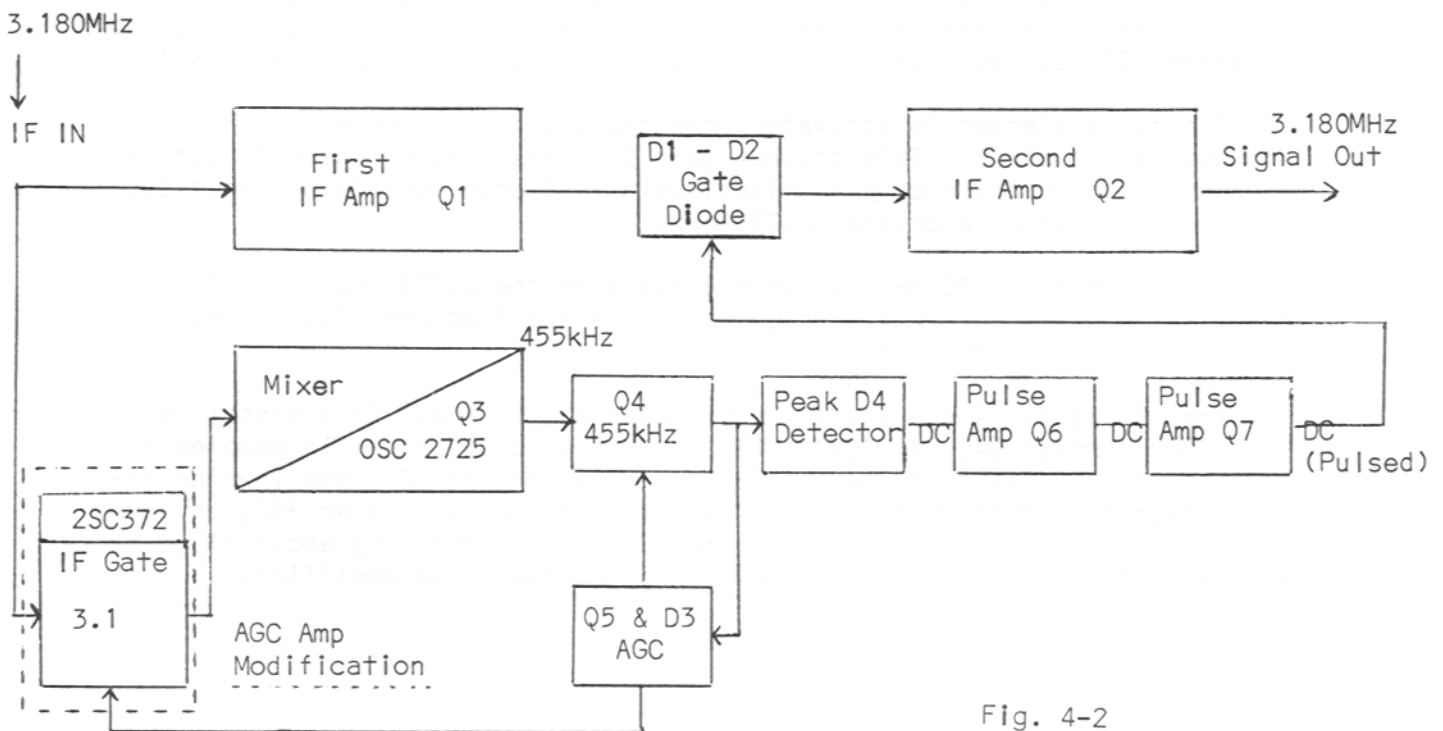 3.180MHz
IF IN
First
IF Amp Q1
D1 - D2
Gate
Diode
Second
IF Amp Q2
3.180MHz
Signal Out
Mixer
Q3
OSC 2725
455kHz
Q4
455kHz
Peak D4
Detector
DC
Pulse
Amp Q6
DC
Pulse
Amp Q7
DC
(Pulsed)
2SC372
IF Gate
3.1
AGC Amp
Modification
Q5 & D3
AGC
Fig. 4-2